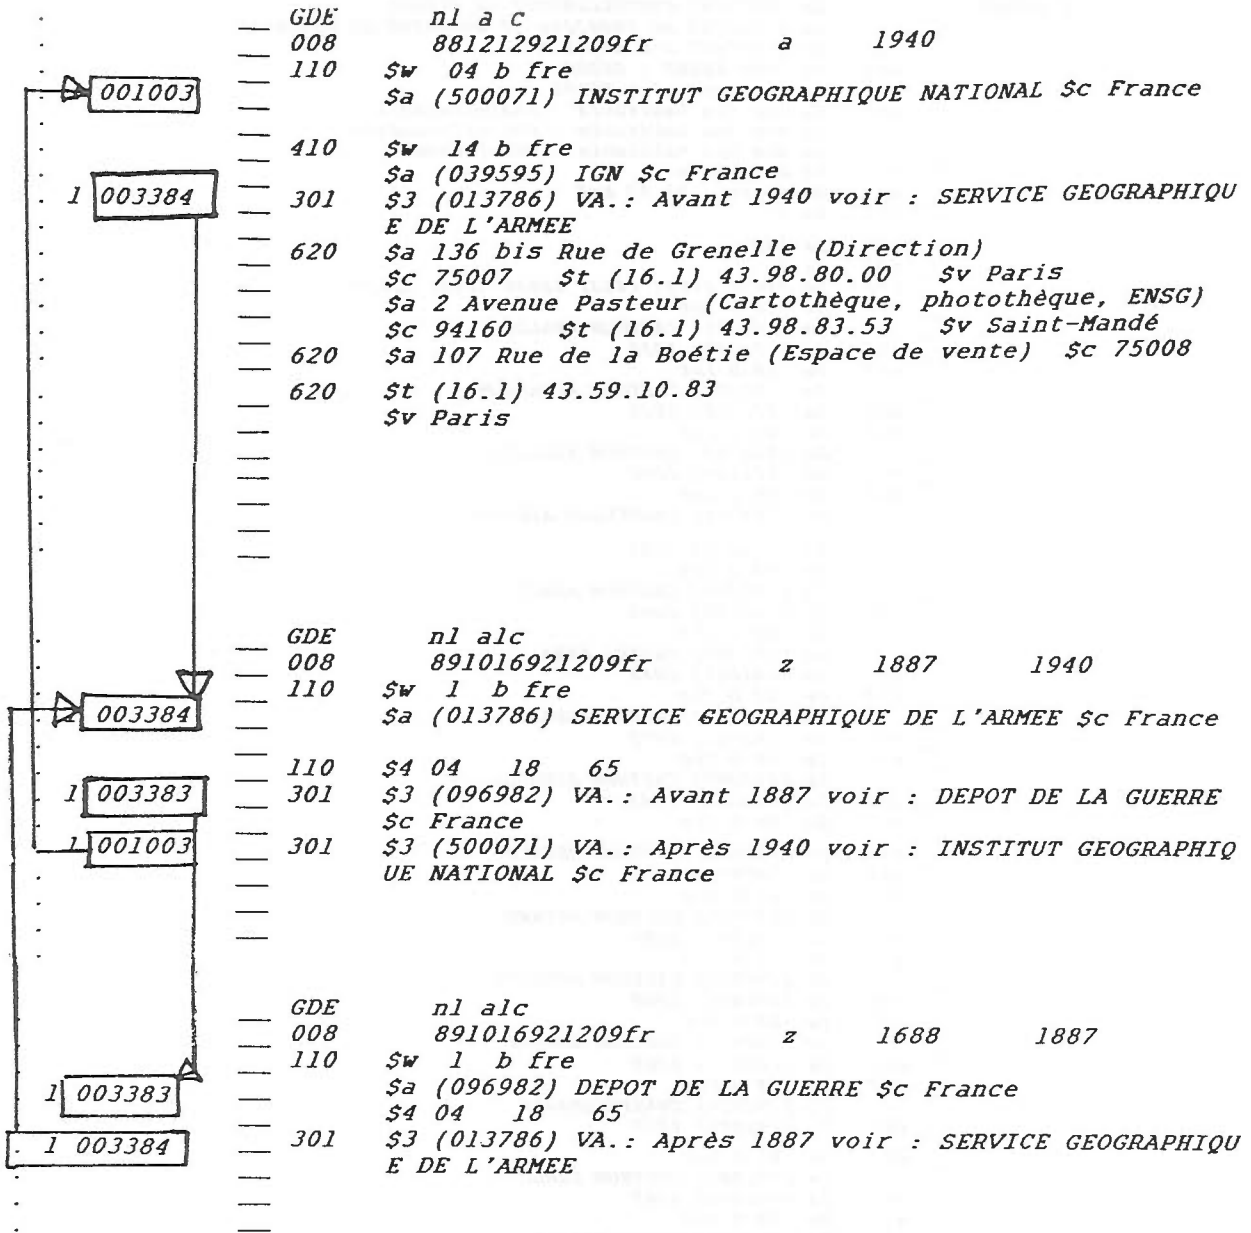 GDE nl a c
008 881212921209fr a 1940
110 $w 04 b fre
001003 $a (500071) INSTITUT GEOGRAPHIQUE NATIONAL $c France
410 $w 14 b fre
$a (039595) IGN $c France
1 003384 301 $3 (013786) VA.: Avant 1940 voir : SERVICE GEOGRAPHIQU
E DE L'ARMEE
620 $a 136 bis Rue de Grenelle (Direction)
$c 75007 $t (16.1) 43.98.80.00 $v Paris
$a 2 Avenue Pasteur (Cartothèque, photothèque, ENSG)
$c 94160 $t (16.1) 43.98.83.53 $v Saint-Mandé
620 $a 107 Rue de la Boétie (Espace de vente) $c 75008
620 $t (16.1) 43.59.10.83
$v Paris
GDE nl alc
008 891016921209fr z 1887 1940
110 $w 1 b fre
003384 $a (013786) SERVICE GEOGRAPHIQUE DE L'ARMEE $c France
110 $4 04 18 65
1 003383 301 $3 (096982) VA.: Avant 1887 voir : DEPOT DE LA GUERRE
$c France
1 001003 301 $3 (500071) VA.: Après 1940 voir : INSTITUT GEOGRAPHIQ
UE NATIONAL $c France
GDE nl alc
008 891016921209fr z 1688 1887
110 $w 1 b fre
1 003383 $a (096982) DEPOT DE LA GUERRE $c France
$4 04 18 65
1 003384 301 $3 (013786) VA.: Après 1887 voir : SERVICE GEOGRAPHIQU
E DE L'ARMEE